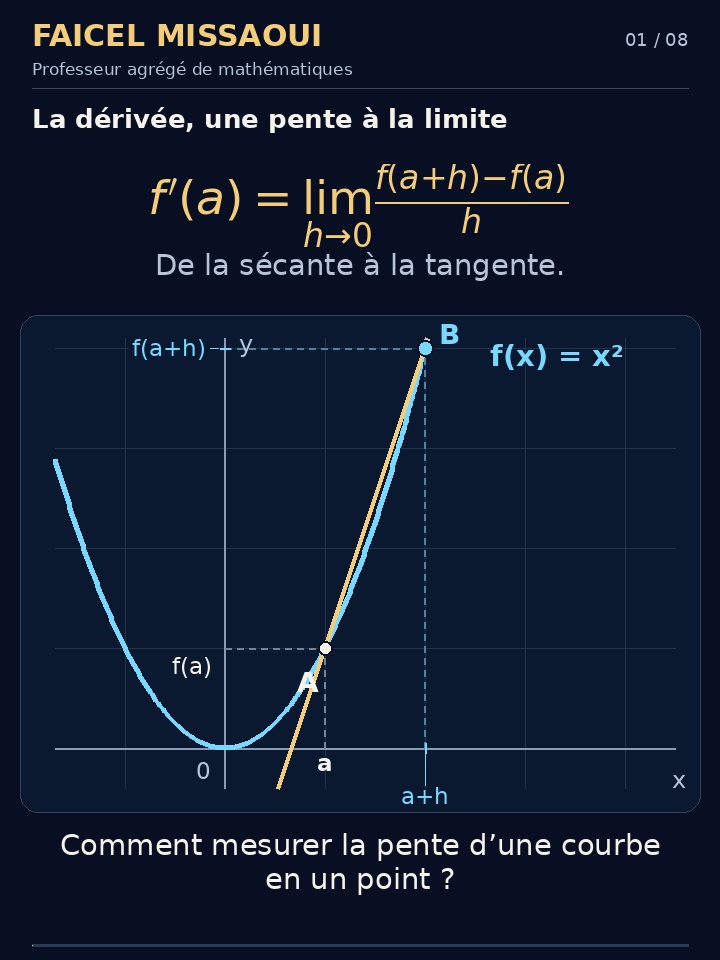 FAICEL MISSAOUI
01 / 08
Professeur agrégé de mathématiques
La dérivée, une pente à la limite
f′(a) = lim h→0 f(a+h)−f(a) / h
De la sécante à la tangente.
f(a+h)
y
B
f(x) = x²
f(a)
A
0
a
x
a+h
Comment mesurer la pente d’une courbe
en un point ?